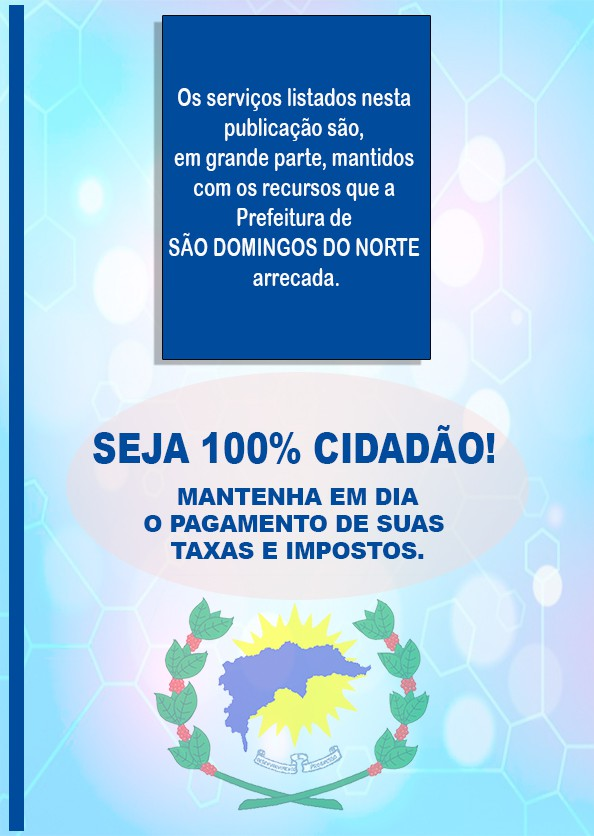 Os serviços listados nesta
publicação são,
em grande parte, mantidos
com os recursos que a
Prefeitura de
SÃO DOMINGOS DO NORTE
arrecada.
SEJA 100% CIDADÃO!
MANTENHA EM DIA
O PAGAMENTO DE SUAS
TAXAS E IMPOSTOS.